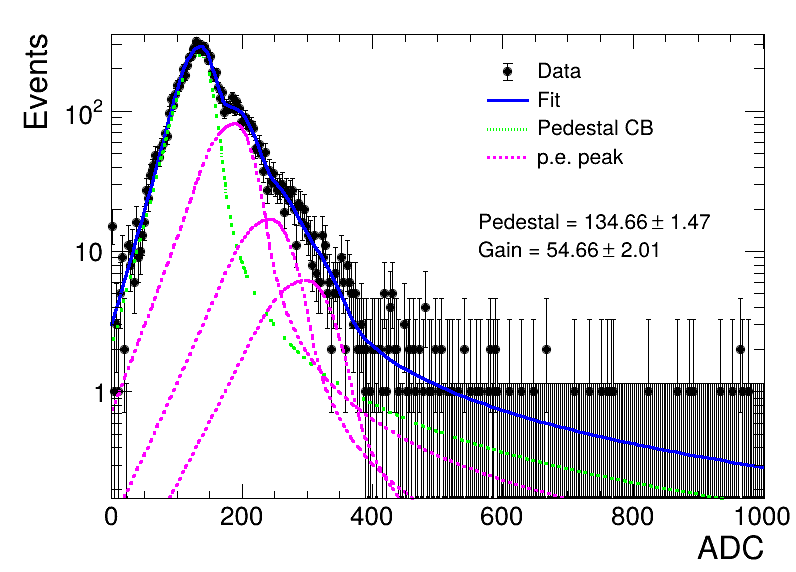 Events
10²
10
1
Data
Fit
Pedestal CB
p.e. peak
Pedestal = 134.66 ± 1.47
Gain = 54.66 ± 2.01
0 200 400 600 800 1000
ADC